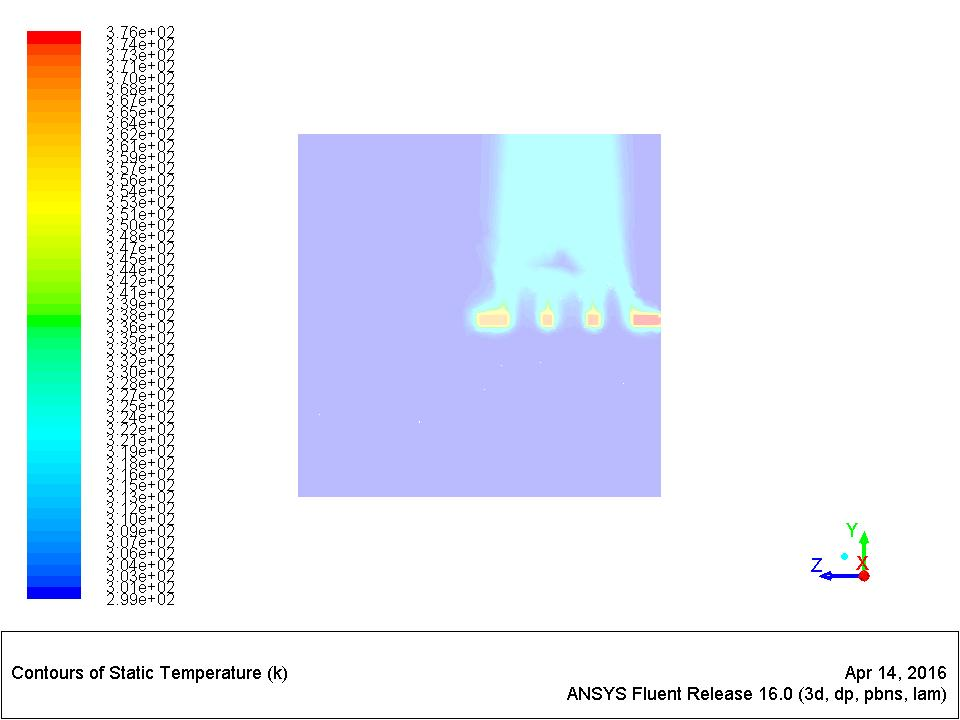 3.76e+02
3.74e+02
3.73e+02
3.71e+02
3.70e+02
3.68e+02
3.67e+02
3.65e+02
3.64e+02
3.62e+02
3.61e+02
3.59e+02
3.57e+02
3.56e+02
3.54e+02
3.53e+02
3.51e+02
3.50e+02
3.48e+02
3.47e+02
3.45e+02
3.44e+02
3.42e+02
3.41e+02
3.39e+02
3.38e+02
3.36e+02
3.35e+02
3.33e+02
3.32e+02
3.30e+02
3.28e+02
3.27e+02
3.25e+02
3.24e+02
3.22e+02
3.21e+02
3.19e+02
3.18e+02
3.16e+02
3.15e+02
3.13e+02
3.12e+02
3.10e+02
3.09e+02
3.07e+02
3.06e+02
3.04e+02
3.03e+02
3.01e+02
2.99e+02
Y
Z X
Contours of Static Temperature (k)
Apr 14, 2016
ANSYS Fluent Release 16.0 (3d, dp, pbns, lam)